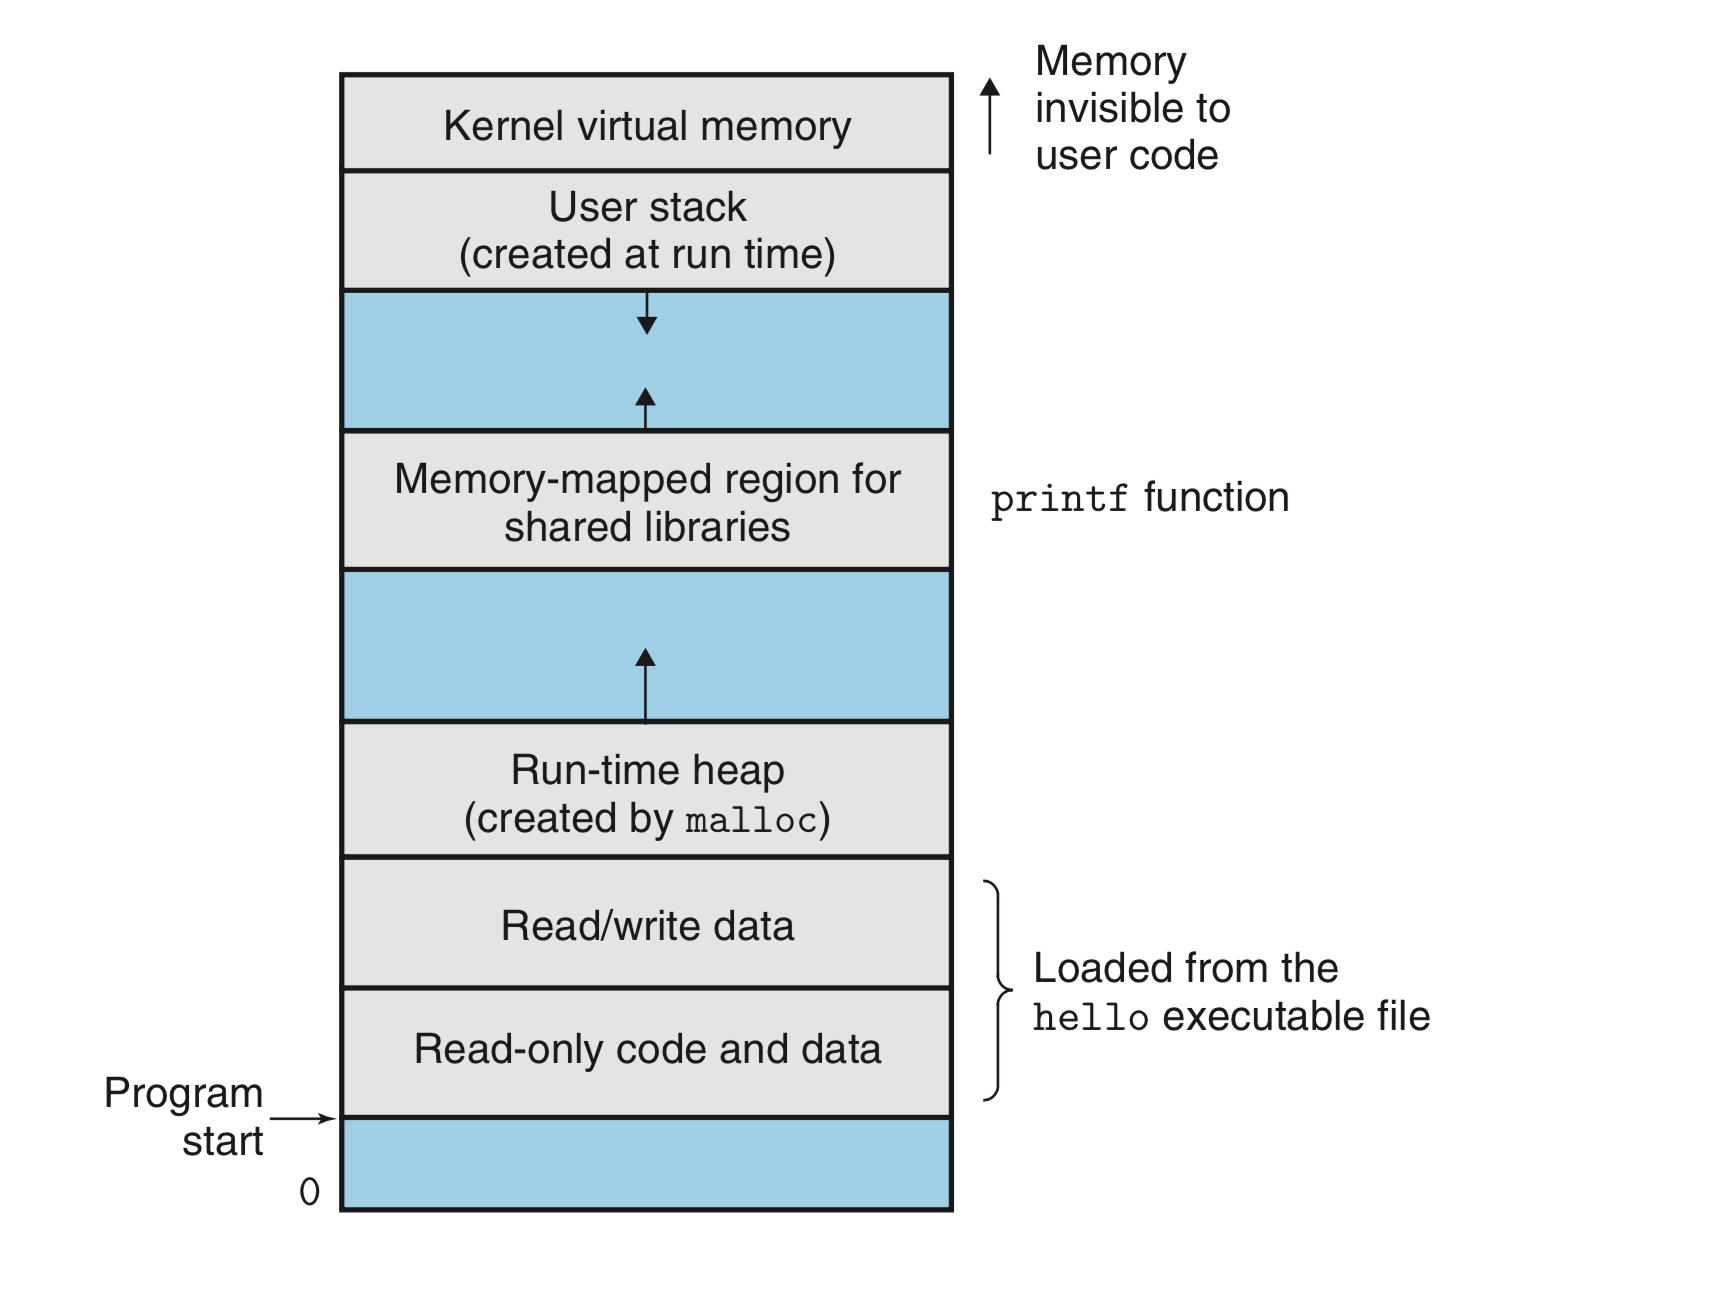 Memory
invisible to
user code
Kernel virtual memory
User stack
(created at run time)
Memory-mapped region for
shared libraries
printf function
Run-time heap
(created by malloc)
Read/write data
Loaded from the
hello executable file
Read-only code and data
Program
start
0